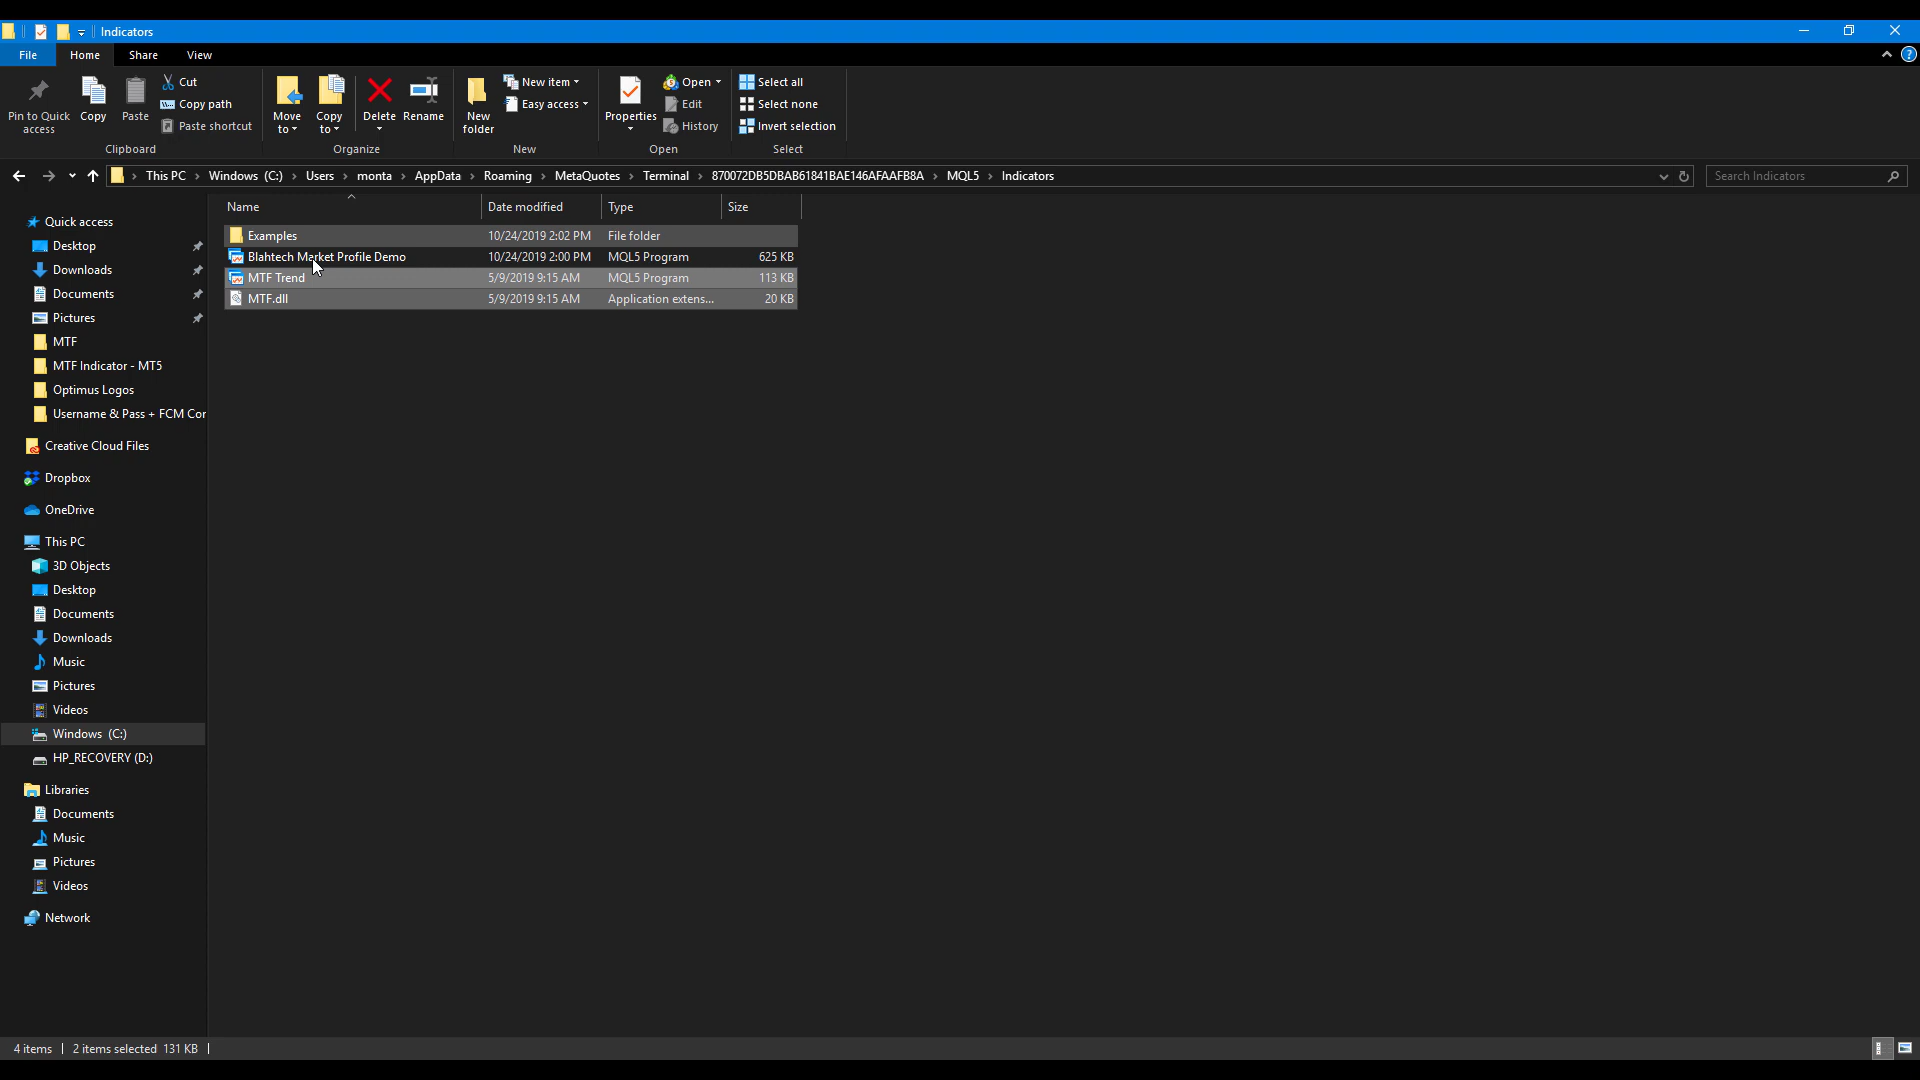 Indicators
File Home Share View
Pin to Quick access
Copy
Paste
Cut
Copy path
Paste shortcut
Clipboard
Move to
Copy to
Delete
Rename
Organize
New folder
New item
Easy access
New
Properties
Open
Edit
History
Open
Select all
Select none
Invert selection
Select
This PC Windows (C:) Users monta AppData Roaming MetaQuotes Terminal 870072DB5DBAB61841BAE146AFAAFB8A MQL5 Indicators
Search Indicators
Name Date modified Type Size
Examples 10/24/2019 2:02 PM File folder
Blahtech Market Profile Demo 10/24/2019 2:00 PM MQL5 Program 625 KB
MTF Trend 5/9/2019 9:15 AM MQL5 Program 113 KB
MTF.dll 5/9/2019 9:15 AM Application extens... 20 KB
Quick access
Desktop
Downloads
Documents
Pictures
MTF
MTF Indicator - MT5
Optimus Logos
Username & Pass + FCM Cor
Creative Cloud Files
Dropbox
OneDrive
This PC
3D Objects
Desktop
Documents
Downloads
Music
Pictures
Videos
Windows (C:)
HP_RECOVERY (D:)
Libraries
Documents
Music
Pictures
Videos
Network
4 items 2 items selected 131 KB